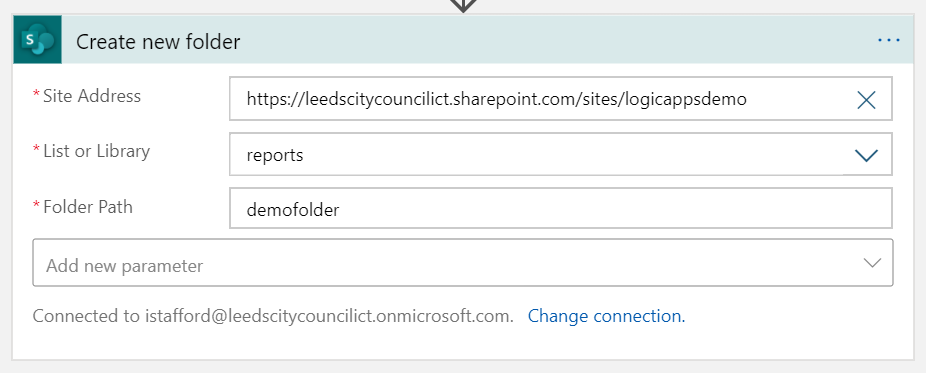 Create new folder
* Site Address
https://leedscitycouncilict.sharepoint.com/sites/logicappsdemo
* List or Library
reports
* Folder Path
demofolder
Add new parameter
Connected to istafford@leedscitycouncilict.onmicrosoft.com. Change connection.